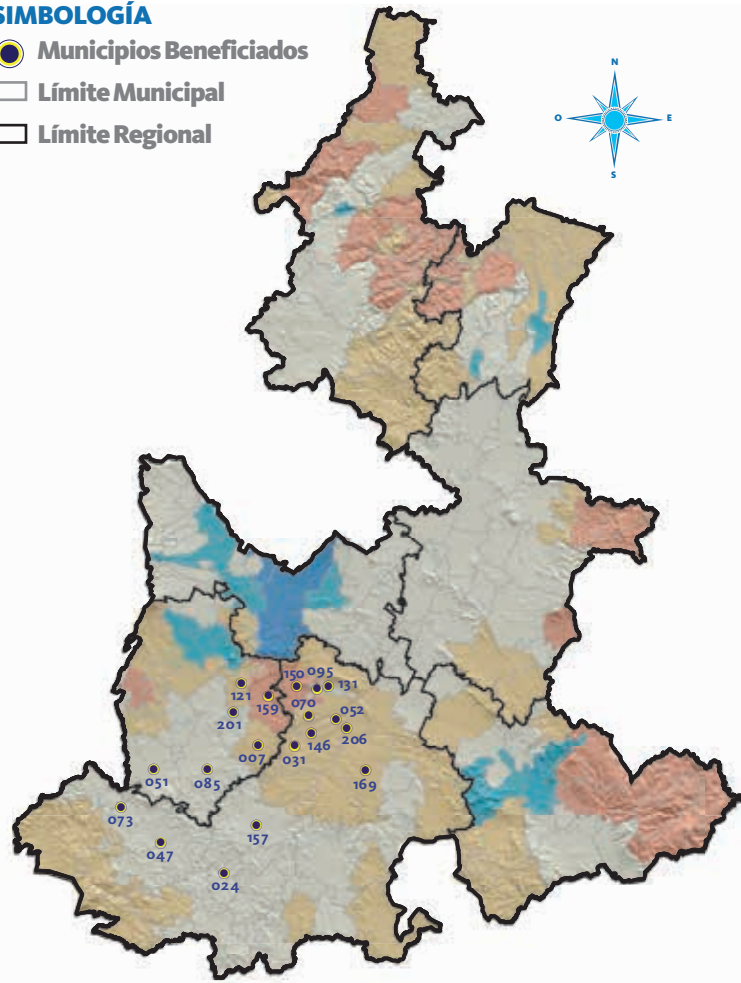 SIMBOLOGÍA
Municipios Beneficiados
Límite Municipal
Límite Regional
N
O E
S
150 095 131
121
159 070
052
201
206
146
007 031
051 085 169
073
157
047
024